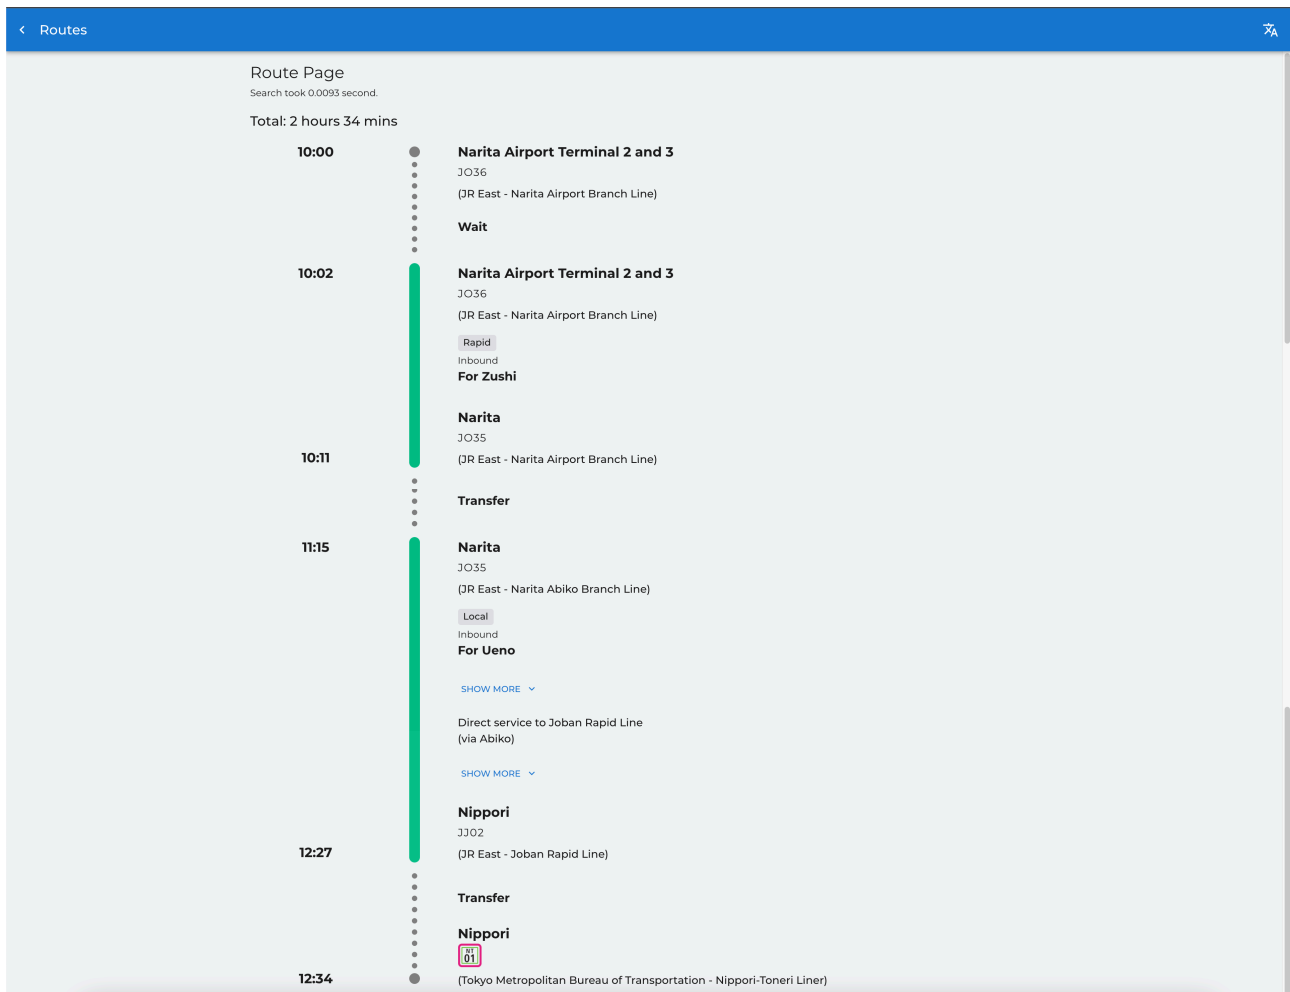 Routes
Route Page
Search took 0.0093 second.
Total: 2 hours 34 mins
10:00
Narita Airport Terminal 2 and 3
JO36
(JR East - Narita Airport Branch Line)
Wait
10:02
Narita Airport Terminal 2 and 3
JO36
(JR East - Narita Airport Branch Line)
Rapid
Inbound
For Zushi
Narita
JO35
10:11
(JR East - Narita Airport Branch Line)
Transfer
11:15
Narita
JO35
(JR East - Narita Abiko Branch Line)
Local
Inbound
For Ueno
SHOW MORE
Direct service to Joban Rapid Line
(via Abiko)
SHOW MORE
Nippori
JJ02
12:27
(JR East - Joban Rapid Line)
Transfer
Nippori
NT
01
12:34
(Tokyo Metropolitan Bureau of Transportation - Nippori-Toneri Liner)